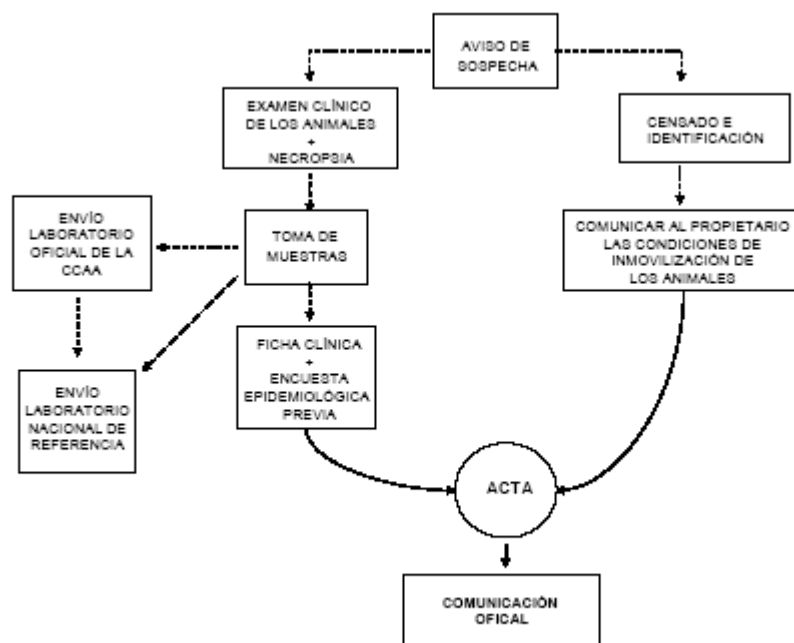 AVISO DE
SOSPECHA
EXAMEN CLÍNICO
DE LOS ANIMALES
+
NECROPSIA
CENSADO E
IDENTIFICACIÓN
ENVÍO
LABORATORIO
OFICIAL DE LA
CCAA
TOMA DE
MUESTRAS
COMUNICAR AL PROPIETARIO
LAS CONDICIONES DE
INMOVILIZACIÓN DE
LOS ANIMALES
FICHA CLÍNICA
+
ENCUESTA
EPIDEMIOLÓGICA
PREVIA
ENVÍO
LABORATORIO
NACIONAL DE
REFERENCIA
ACTA
COMUNICACIÓN
OFICAL